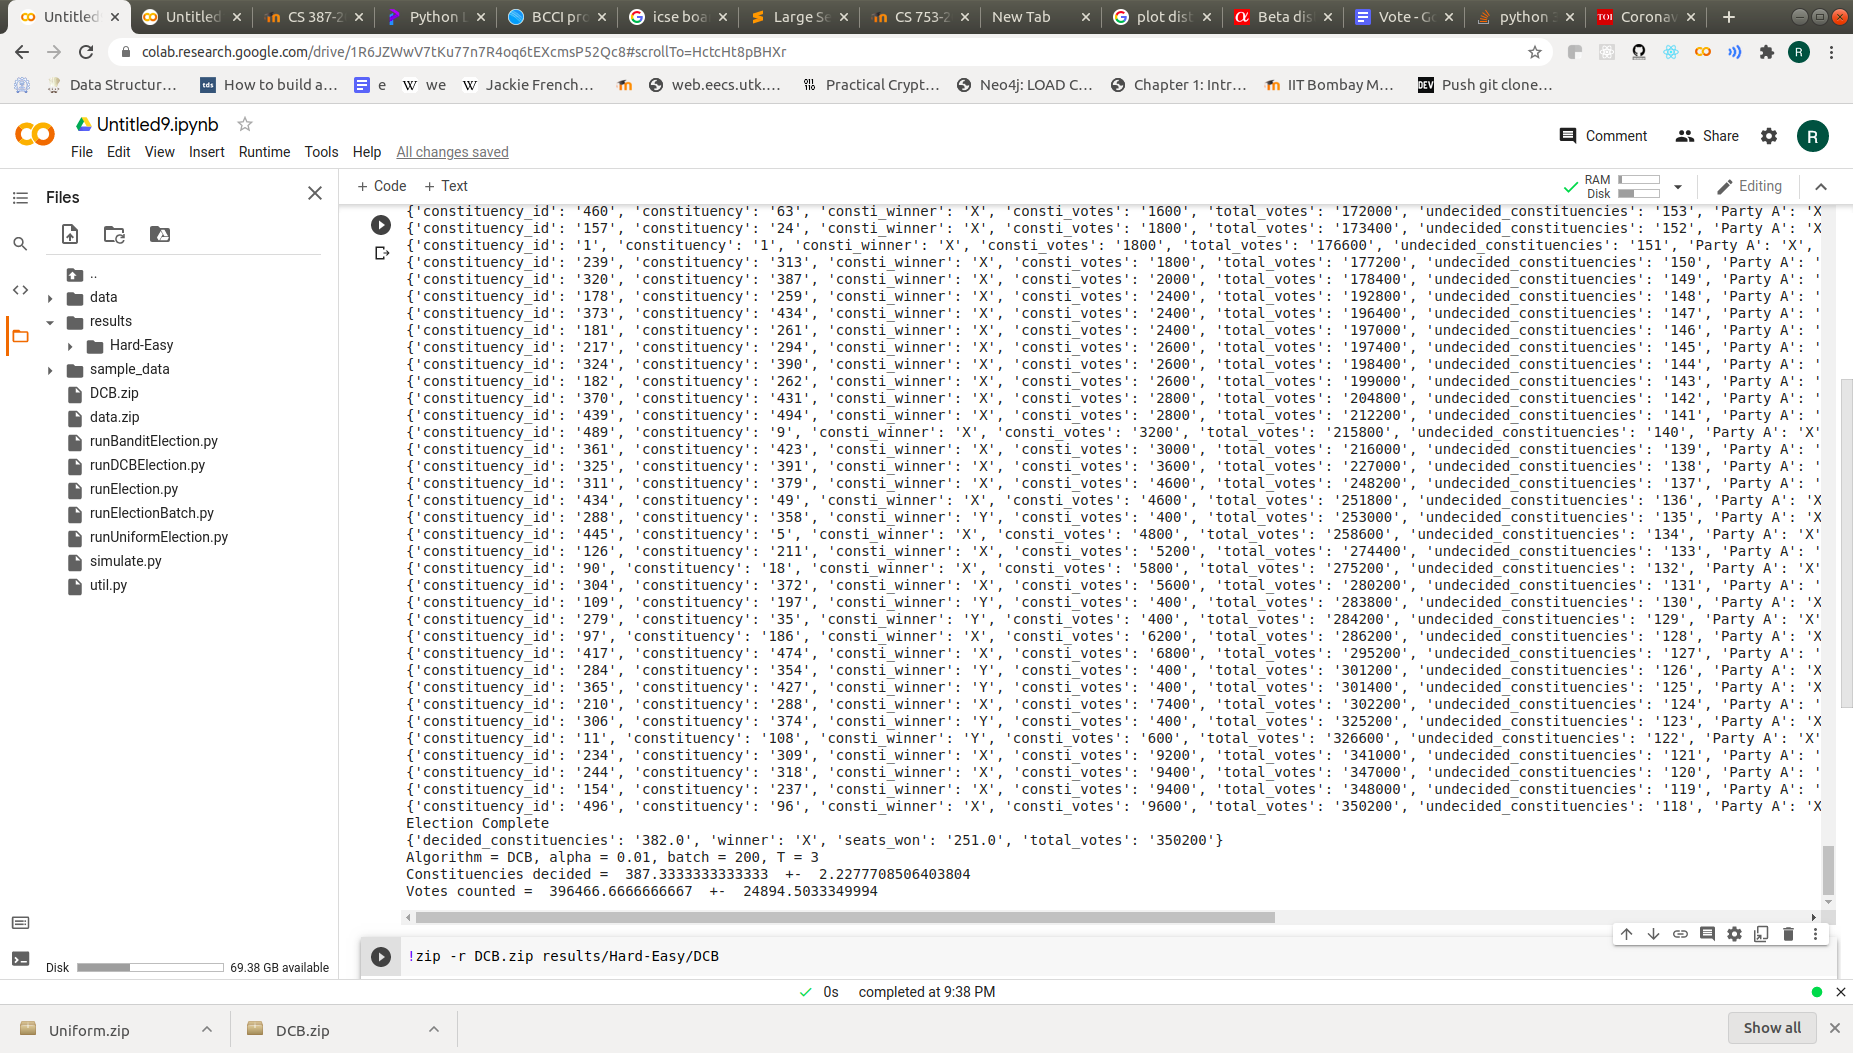 Untitled
Untitled
CS 387-2
Python L
BCCI pro
icse boa
Large Se
CS 753-2
New Tab
plot dist
Beta dis
Vote - G
python 3
Coronav
colab.research.google.com/drive/1R6JZWwV7tKu77n7R4oq6tEXcmsP52Qc8#scrollTo=HctcHt8pBHXr
R
Data Structur...
How to build a...
e
we
Jackie French...
web.eecs.utk....
Practical Crypt...
Neo4j: LOAD C...
Chapter 1: Intr...
IIT Bombay M...
Push git clone...
Untitled9.ipynb
File Edit View Insert Runtime Tools Help All changes saved
Comment
Share
R
Files
+ Code + Text
RAM
Disk
Editing
..
data
results
Hard-Easy
sample_data
DCB.zip
data.zip
runBanditElection.py
runDCBElection.py
runElection.py
runElectionBatch.py
runUniformElection.py
simulate.py
util.py
Disk 69.38 GB available
{'constituency_id': '460', 'constituency': '63', 'consti_winner': 'X', 'consti_votes': '1600', 'total_votes': '172000', 'undecided_constituencies': '153', 'Party A': 'X
{'constituency_id': '157', 'constituency': '24', 'consti_winner': 'X', 'consti_votes': '1800', 'total_votes': '173400', 'undecided_constituencies': '152', 'Party A': 'X
{'constituency_id': '1', 'constituency': '1', 'consti_winner': 'X', 'consti_votes': '1800', 'total_votes': '176600', 'undecided_constituencies': '151', 'Party A': 'X',
{'constituency_id': '239', 'constituency': '313', 'consti_winner': 'X', 'consti_votes': '1800', 'total_votes': '177200', 'undecided_constituencies': '150', 'Party A': '
{'constituency_id': '320', 'constituency': '387', 'consti_winner': 'X', 'consti_votes': '2000', 'total_votes': '178400', 'undecided_constituencies': '149', 'Party A': '
{'constituency_id': '178', 'constituency': '259', 'consti_winner': 'X', 'consti_votes': '2400', 'total_votes': '192800', 'undecided_constituencies': '148', 'Party A': '
{'constituency_id': '373', 'constituency': '434', 'consti_winner': 'X', 'consti_votes': '2400', 'total_votes': '196400', 'undecided_constituencies': '147', 'Party A': '
{'constituency_id': '181', 'constituency': '261', 'consti_winner': 'X', 'consti_votes': '2400', 'total_votes': '197000', 'undecided_constituencies': '146', 'Party A': '
{'constituency_id': '217', 'constituency': '294', 'consti_winner': 'X', 'consti_votes': '2600', 'total_votes': '197400', 'undecided_constituencies': '145', 'Party A': '
{'constituency_id': '324', 'constituency': '390', 'consti_winner': 'X', 'consti_votes': '2600', 'total_votes': '198400', 'undecided_constituencies': '144', 'Party A': '
{'constituency_id': '182', 'constituency': '262', 'consti_winner': 'X', 'consti_votes': '2600', 'total_votes': '199000', 'undecided_constituencies': '143', 'Party A': '
{'constituency_id': '370', 'constituency': '431', 'consti_winner': 'X', 'consti_votes': '2800', 'total_votes': '204800', 'undecided_constituencies': '142', 'Party A': '
{'constituency_id': '439', 'constituency': '494', 'consti_winner': 'X', 'consti_votes': '2800', 'total_votes': '212200', 'undecided_constituencies': '141', 'Party A': '
{'constituency_id': '489', 'constituency': '9', 'consti_winner': 'X', 'consti_votes': '3200', 'total_votes': '215800', 'undecided_constituencies': '140', 'Party A': 'X'
{'constituency_id': '361', 'constituency': '423', 'consti_winner': 'X', 'consti_votes': '3000', 'total_votes': '216000', 'undecided_constituencies': '139', 'Party A': '
{'constituency_id': '325', 'constituency': '391', 'consti_winner': 'X', 'consti_votes': '3600', 'total_votes': '227000', 'undecided_constituencies': '138', 'Party A': '
{'constituency_id': '311', 'constituency': '379', 'consti_winner': 'X', 'consti_votes': '4600', 'total_votes': '248200', 'undecided_constituencies': '137', 'Party A': '
{'constituency_id': '434', 'constituency': '49', 'consti_winner': 'X', 'consti_votes': '4600', 'total_votes': '251800', 'undecided_constituencies': '136', 'Party A': 'X
{'constituency_id': '288', 'constituency': '358', 'consti_winner': 'Y', 'consti_votes': '400', 'total_votes': '253000', 'undecided_constituencies': '135', 'Party A': 'X
{'constituency_id': '445', 'constituency': '5', 'consti_winner': 'X', 'consti_votes': '4800', 'total_votes': '258600', 'undecided_constituencies': '134', 'Party A': 'X'
{'constituency_id': '126', 'constituency': '211', 'consti_winner': 'X', 'consti_votes': '5200', 'total_votes': '274400', 'undecided_constituencies': '133', 'Party A': '
{'constituency_id': '90', 'constituency': '18', 'consti_winner': 'X', 'consti_votes': '5800', 'total_votes': '275200', 'undecided_constituencies': '132', 'Party A': 'X'
{'constituency_id': '304', 'constituency': '372', 'consti_winner': 'X', 'consti_votes': '5600', 'total_votes': '280200', 'undecided_constituencies': '131', 'Party A': '
{'constituency_id': '109', 'constituency': '197', 'consti_winner': 'Y', 'consti_votes': '400', 'total_votes': '283800', 'undecided_constituencies': '130', 'Party A': 'X
{'constituency_id': '279', 'constituency': '35', 'consti_winner': 'Y', 'consti_votes': '400', 'total_votes': '284200', 'undecided_constituencies': '129', 'Party A': 'X'
{'constituency_id': '97', 'constituency': '186', 'consti_winner': 'X', 'consti_votes': '6200', 'total_votes': '286200', 'undecided_constituencies': '128', 'Party A': 'X
{'constituency_id': '417', 'constituency': '474', 'consti_winner': 'X', 'consti_votes': '6800', 'total_votes': '295200', 'undecided_constituencies': '127', 'Party A': '
{'constituency_id': '284', 'constituency': '354', 'consti_winner': 'Y', 'consti_votes': '400', 'total_votes': '301200', 'undecided_constituencies': '126', 'Party A': 'X
{'constituency_id': '365', 'constituency': '427', 'consti_winner': 'Y', 'consti_votes': '400', 'total_votes': '301400', 'undecided_constituencies': '125', 'Party A': 'X
{'constituency_id': '210', 'constituency': '288', 'consti_winner': 'X', 'consti_votes': '7400', 'total_votes': '302200', 'undecided_constituencies': '124', 'Party A': '
{'constituency_id': '306', 'constituency': '374', 'consti_winner': 'Y', 'consti_votes': '400', 'total_votes': '325200', 'undecided_constituencies': '123', 'Party A': 'X
{'constituency_id': '11', 'constituency': '108', 'consti_winner': 'Y', 'consti_votes': '600', 'total_votes': '326600', 'undecided_constituencies': '122', 'Party A': 'X'
{'constituency_id': '234', 'constituency': '309', 'consti_winner': 'X', 'consti_votes': '9200', 'total_votes': '341000', 'undecided_constituencies': '121', 'Party A': '
{'constituency_id': '244', 'constituency': '318', 'consti_winner': 'X', 'consti_votes': '9400', 'total_votes': '347000', 'undecided_constituencies': '120', 'Party A': '
{'constituency_id': '154', 'constituency': '237', 'consti_winner': 'X', 'consti_votes': '9400', 'total_votes': '348000', 'undecided_constituencies': '119', 'Party A': '
{'constituency_id': '496', 'constituency': '96', 'consti_winner': 'X', 'consti_votes': '9600', 'total_votes': '350200', 'undecided_constituencies': '118', 'Party A': 'X
Election Complete
{'decided_constituencies': '382.0', 'winner': 'X', 'seats_won': '251.0', 'total_votes': '350200'}
Algorithm = DCB, alpha = 0.01, batch = 200, T = 3
Constituencies decided = 387.3333333333333 +- 2.2277708506403804
Votes counted = 396466.6666666667 +- 24894.5033349994
!zip -r DCB.zip results/Hard-Easy/DCB
0s completed at 9:38 PM
Uniform.zip
DCB.zip
Show all